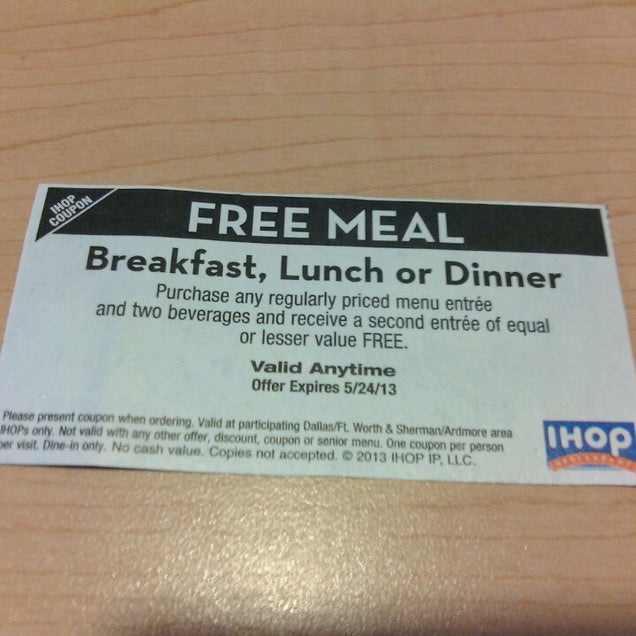 IHOP
COUPON
FREE MEAL
Breakfast, Lunch or Dinner
Purchase any regularly priced menu entrée
and two beverages and receive a second entrée of equal
or lesser value FREE.
Valid Anytime
Offer Expires 5/24/13
Please present coupon when ordering. Valid at participating Dallas/Ft. Worth & Sherman/Ardmore area
IHOPs only. Not valid with any other offer, discount, coupon or senior menu. One coupon per person
per visit. Dine-in only. No cash value. Copies not accepted. © 2013 IHOP IP, LLC.
IHOP
RESTAURANT